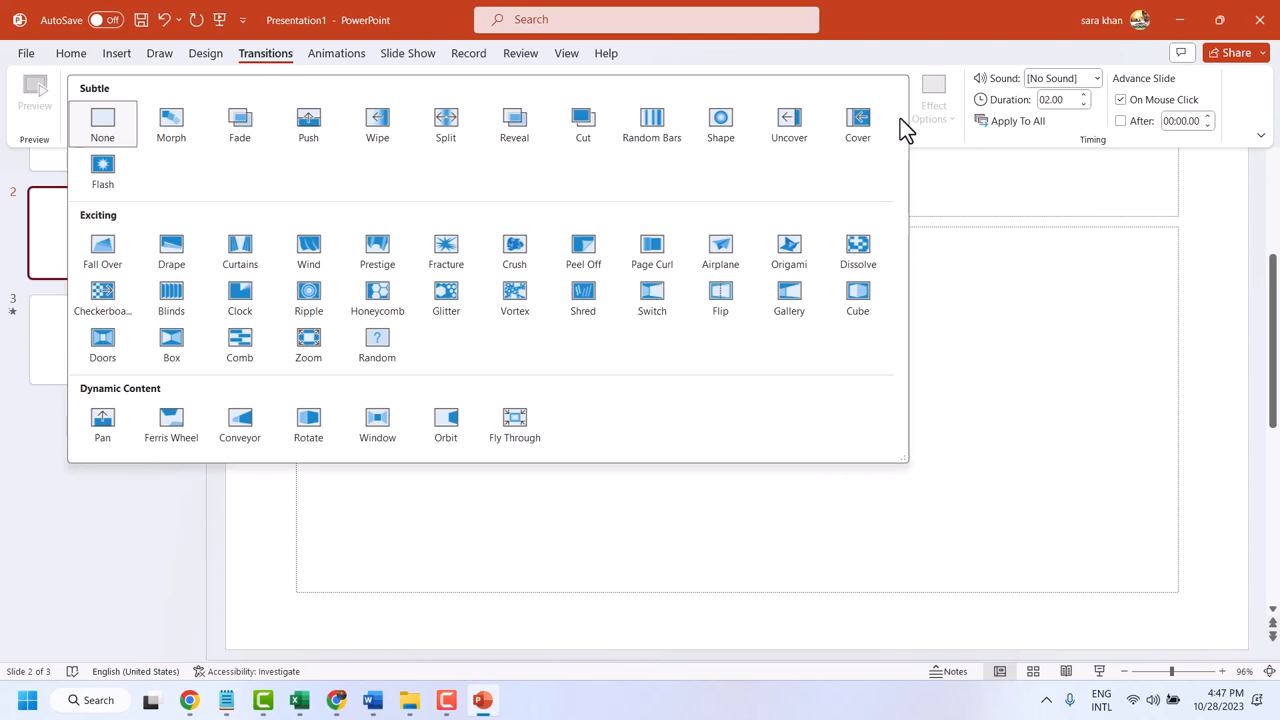 AutoSave Off Presentation1 - PowerPoint Search sara khan
File Home Insert Draw Design Transitions Animations Slide Show Record Review View Help Share
Preview
Preview
Subtle
None Morph Fade Push Wipe Split Reveal Cut Random Bars Shape Uncover Cover
Flash
Exciting
Fall Over Drape Curtains Wind Prestige Fracture Crush Peel Off Page Curl Airplane Origami Dissolve
Checkerboa... Blinds Clock Ripple Honeycomb Glitter Vortex Shred Switch Flip Gallery Cube
Doors Box Comb Zoom Random
Dynamic Content
Pan Ferris Wheel Conveyor Rotate Window Orbit Fly Through
Effect
Options
Sound: [No Sound]
Duration: 02.00
Apply To All
Advance Slide
On Mouse Click
After: 00:00.00
Timing
2
3
Slide 2 of 3 English (United States) Accessibility: Investigate Notes 96%
Search
ENG
INTL
4:47 PM
10/28/2023